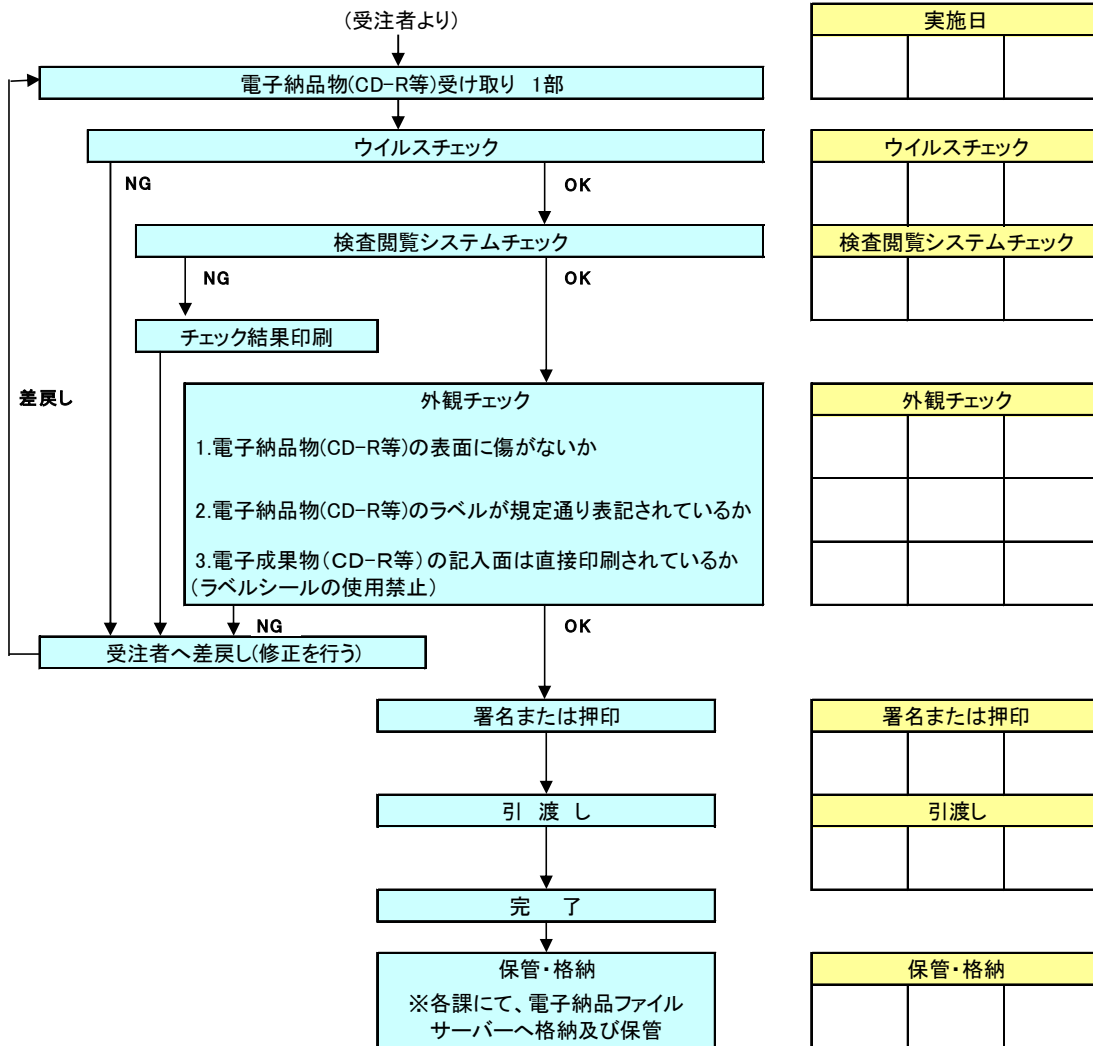 (受注者より)
実施日
電子納品物(CD-R等)受け取り 1部
ウイルスチェック
ウイルスチェック
NG
OK
検査閲覧システムチェック
検査閲覧システムチェック
NG
OK
チェック結果印刷
差戻し
外観チェック
外観チェック
1.電子納品物(CD-R等)の表面に傷がないか
2.電子納品物(CD-R等)のラベルが規定通り表記されているか
3.電子成果物(CD-R等)の記入面は直接印刷されているか
(ラベルシールの使用禁止)
NG
OK
受注者へ差戻し(修正を行う)
署名または押印
署名または押印
引 渡 し
引渡し
完 了
保管・格納
保管・格納
※各課にて、電子納品ファイル
サーバーへ格納及び保管